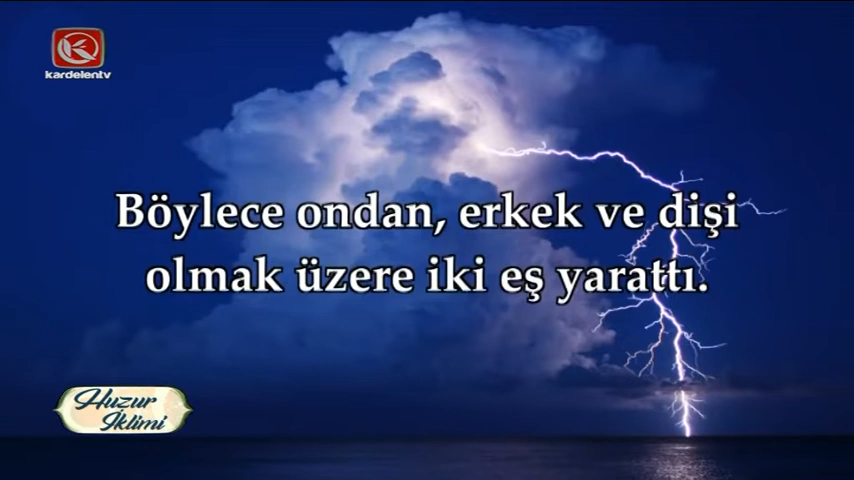 kardelentv
Böylece ondan, erkek ve dişi
olmak üzere iki eş yarattı.
Huzur
İklimi